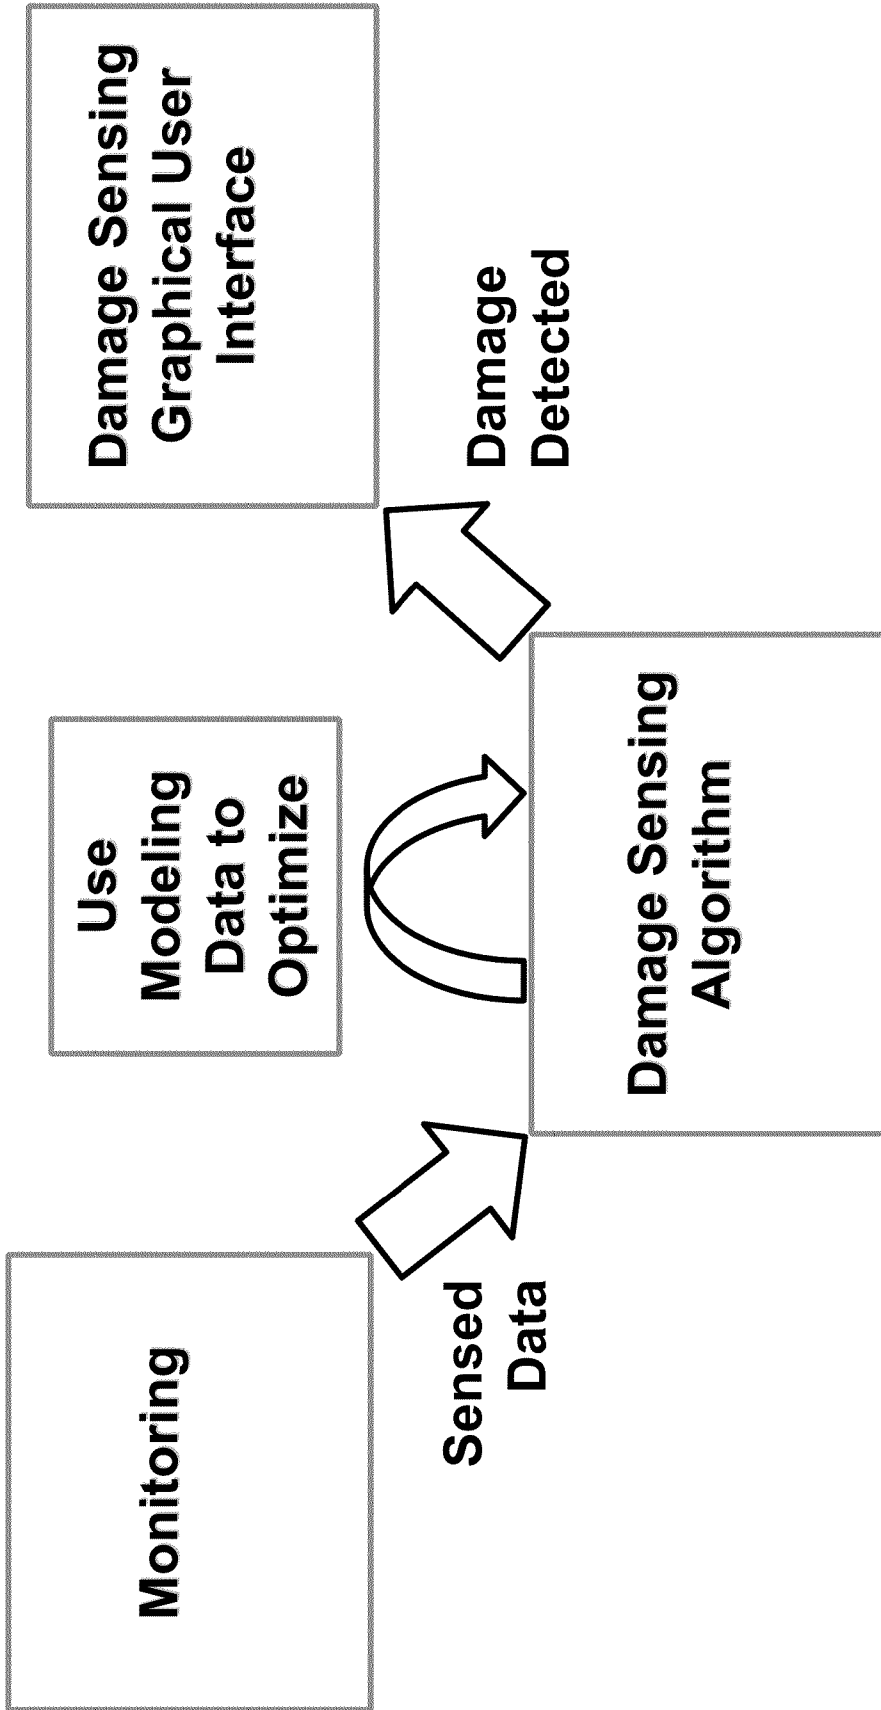 Monitoring
Sensed
Data
Use
Modeling
Data to
Optimize
Damage Sensing
Algorithm
Damage
Detected
Damage Sensing
Graphical User
Interface